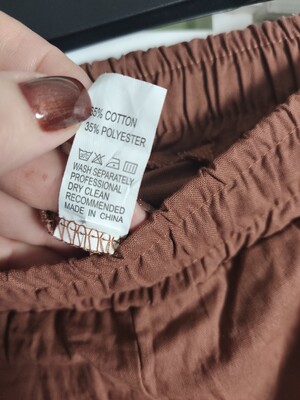 65% COTTON
35% POLYESTER
WASH SEPARATELY
PROFESSIONAL
DRY CLEAN
RECOMMENDED
MADE IN CHINA